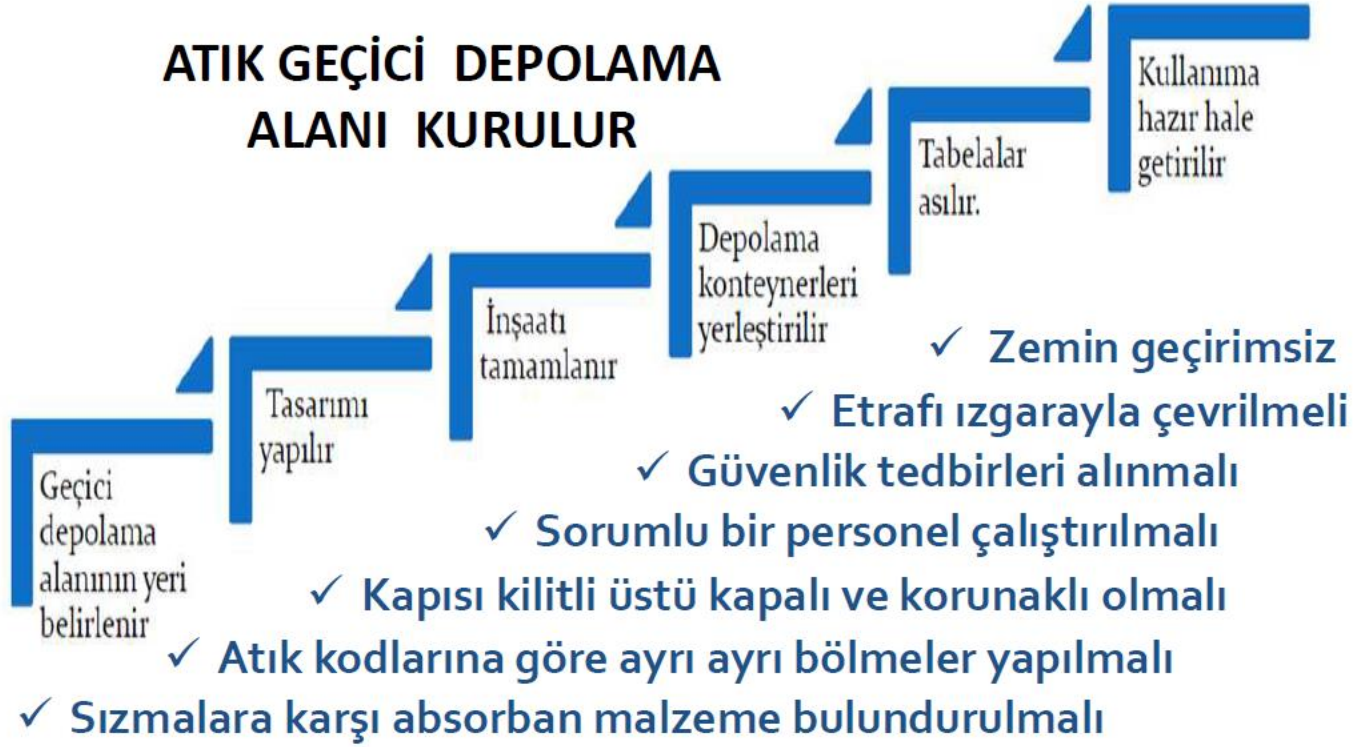 ATIK GEÇİCİ DEPOLAMA
ALANI KURULUR
Geçici
depolama
alanının yeri
belirlenir
Tasarımı
yapılır
İnşaatı
tamamlanır
Depolama
konteynerleri
yerleştirilir
Tabelalar
asılır.
Kullanıma
hazır hale
getirilir
✓ Zemin geçirimsiz
✓ Etrafı ızgarayla çevrilmeli
✓ Güvenlik tedbirleri alınmalı
✓ Sorumlu bir personel çalıştırılmalı
✓ Kapısı kilitli üstü kapalı ve korunaklı olmalı
✓ Atık kodlarına göre ayrı ayrı bölmeler yapılmalı
✓ Sızmalara karşı absorban malzeme bulundurulmalı